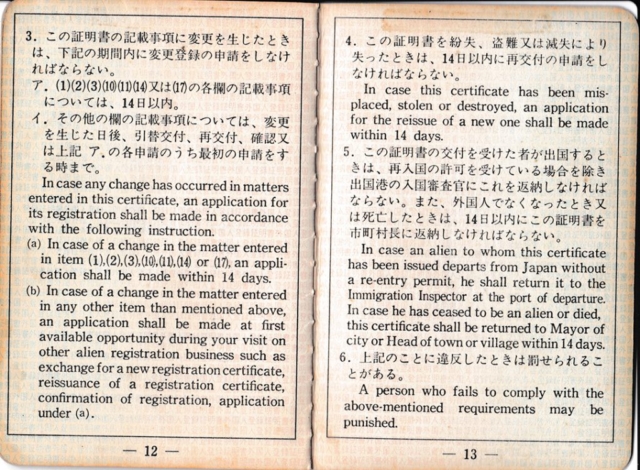 3. この証明書の記載事項に変更を生じたとき
は、下記の期間内に変更登録の申請をしなけ
ればならない。
ア. (1)(2)(3)(10)(11)(14)又は(17)の各欄の記載事項
については、14日以内。
イ. その他の欄の記載事項については、変更
を生じた日後、引替交付、再交付、確認又
は上記 ア. の各申請のうち最初の申請をす
る時まで。
In case any change has occurred in matters
entered in this certificate, an application for
its registration shall be made in accordance
with the following instruction.
(a) In case of a change in the matter entered
in item (1),(2),(3),(10),(11),(14) or (17), an appli-
cation shall be made within 14 days.
(b) In case of a change in the matter entered
in any other item than mentioned above,
an application shall be made at first
available opportunity during your visit on
other alien registration business such as
exchange for a new registration certificate,
reissuance of a registration certificate,
confirmation of registration, application
under (a).
— 12 —
4. この証明書を紛失、盗難又は滅失により
失ったときは、14日以内に再交付の申請をし
なければならない。
In case this certificate has been mis-
placed, stolen or destroyed, an application
for the reissue of a new one shall be made
within 14 days.
5. この証明書の交付を受けた者が出国すると
きは、再入国の許可を受けている場合を除き
出国港の入国審査官にこれを返納しなければ
ならない。また、外国人でなくなったとき又
は死亡したときは、14日以内にこの証明書を
市町村長に返納しなければならない。
In case an alien to whom this certificate
has been issued departs from Japan without
a re-entry permit, he shall return it to the
Immigration Inspector at the port of departure.
In case he has ceased to be an alien or died,
this certificate shall be returned to Mayor of
city or Head of town or village within 14 days.
6. 上記のことに違反したときは罰せられるこ
とがある。
A person who fails to comply with the
above-mentioned requirements may be
punished.
— 13 —